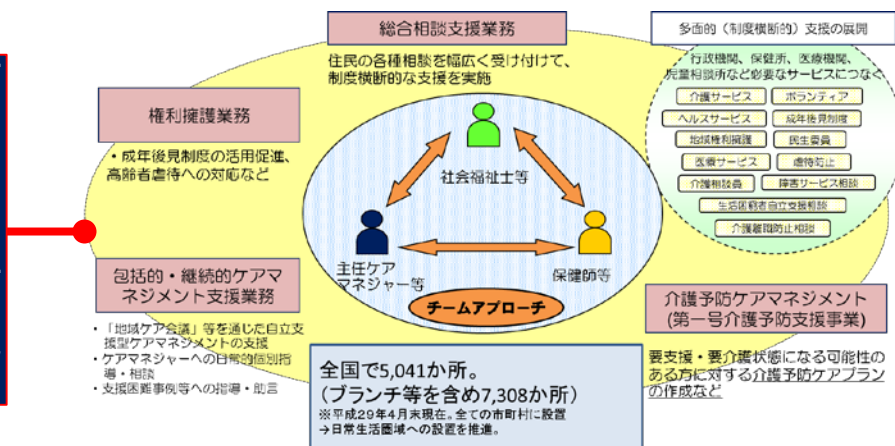 総合相談支援業務
住民の各種相談を幅広く受け付けて、
制度横断的な支援を実施
多面的（制度横断的）支援の展開
行政機関、保健所、医療機関、
児童相談所など必要なサービスにつなぐ
介護サービス
ボランティア
ヘルスサービス
成年後見制度
地域権利擁護
民生委員
医療サービス
虐待防止
介護相談員
障害サービス相談
生活困窮者自立支援相談
介護離職防止相談
権利擁護業務
・成年後見制度の活用促進、
高齢者虐待への対応など
社会福祉士等
主任ケア
マネジャー等
保健師等
チームアプローチ
包括的・継続的ケアマ
ネジメント支援業務
・「地域ケア会議」等を通じた自立支
援型ケアマネジメントの支援
・ケアマネジャーへの日常的個別指
導・相談
・支援困難事例等への指導・助言
全国で5,041か所。
（ブランチ等を含め7,308か所）
※平成29年4月末現在。全ての市町村に設置
→日常生活圏域への設置を推進。
介護予防ケアマネジメント
(第一号介護予防支援事業)
要支援・要介護状態になる可能性の
ある方に対する介護予防ケアプラン
の作成など